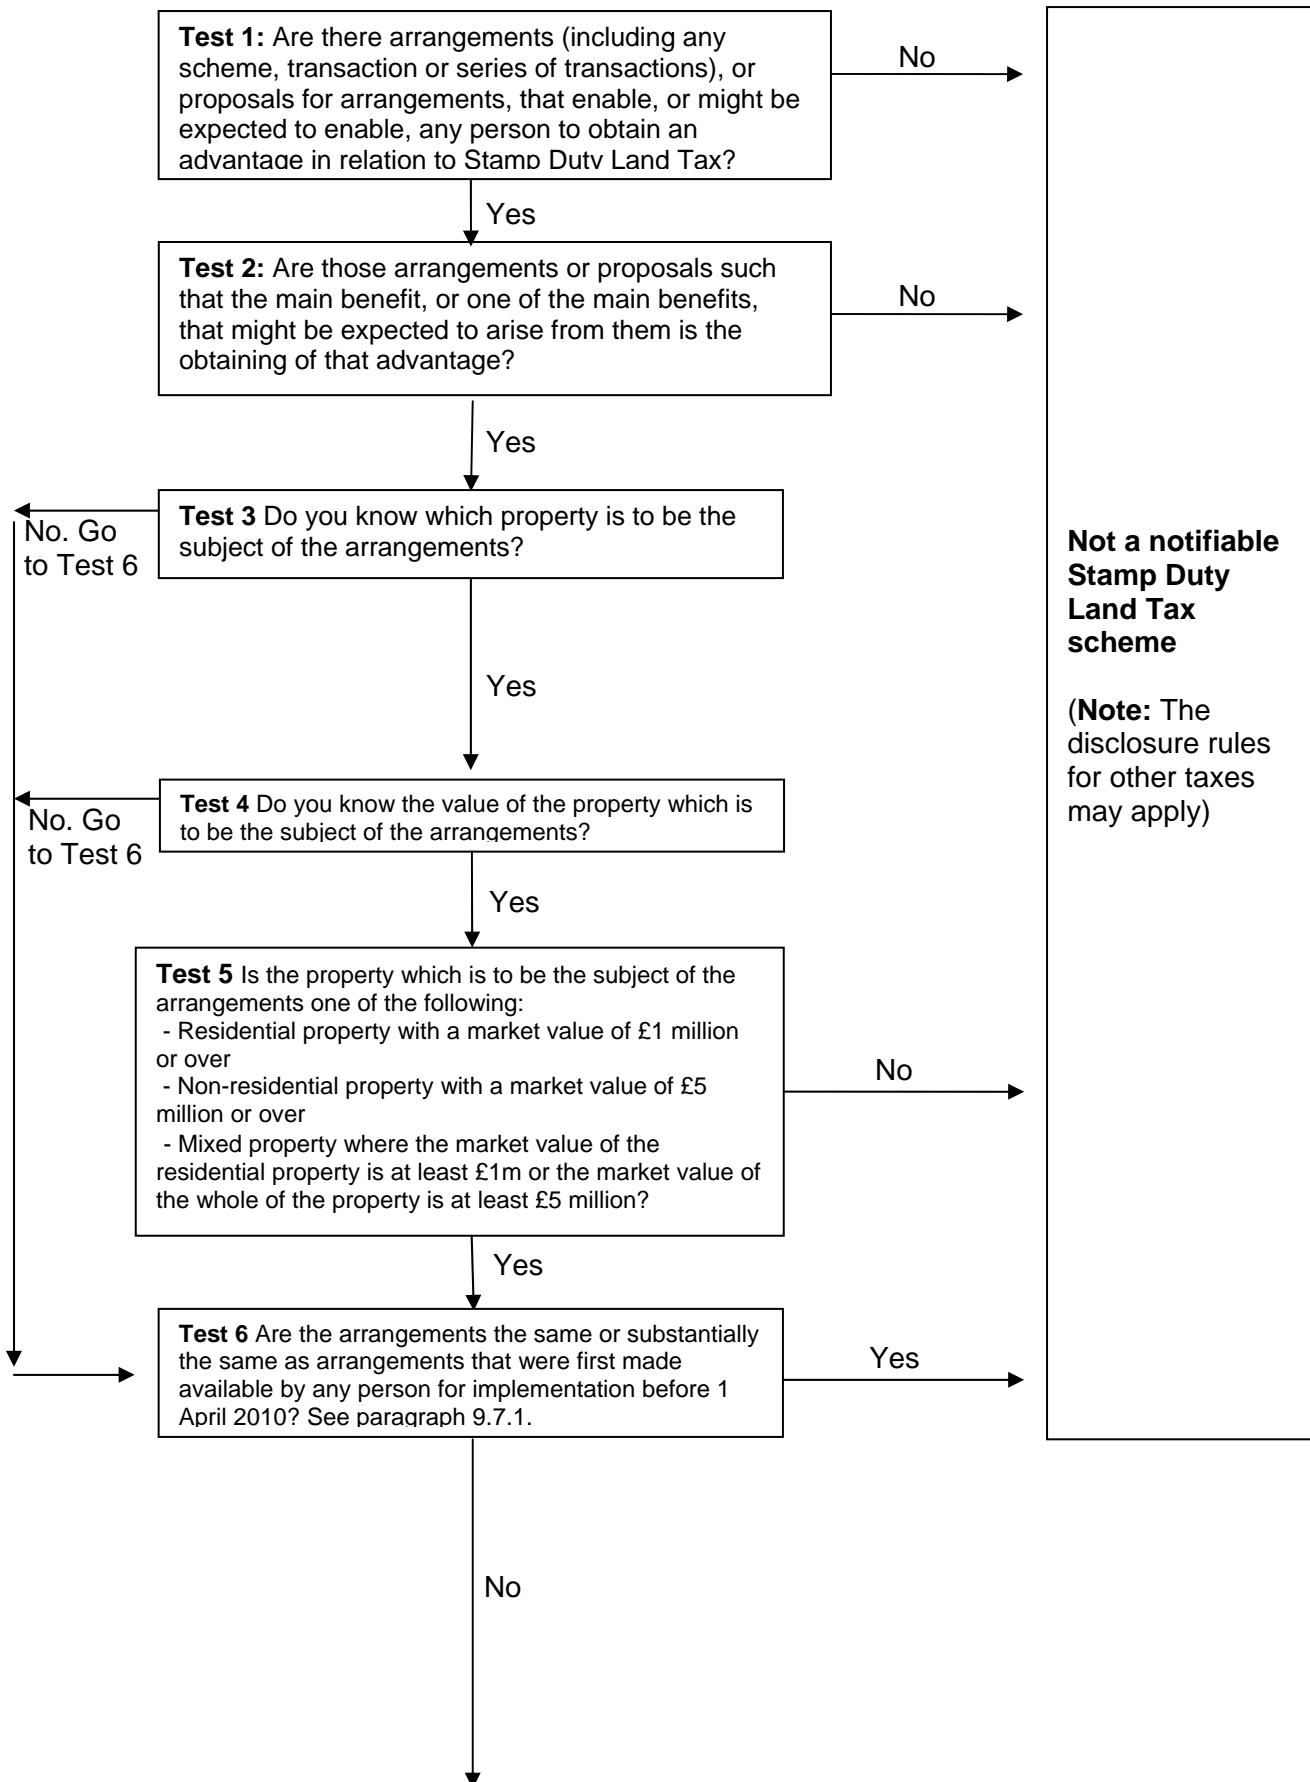 Test 1: Are there arrangements (including any
scheme, transaction or series of transactions), or
proposals for arrangements, that enable, or might be
expected to enable, any person to obtain an
advantage in relation to Stamp Duty Land Tax?
No
Yes
Test 2: Are those arrangements or proposals such
that the main benefit, or one of the main benefits,
that might be expected to arise from them is the
obtaining of that advantage?
No
Yes
Test 3 Do you know which property is to be the
subject of the arrangements?
No. Go
to Test 6
Yes
Test 4 Do you know the value of the property which is
to be the subject of the arrangements?
No. Go
to Test 6
Yes
Test 5 Is the property which is to be the subject of the
arrangements one of the following:
- Residential property with a market value of £1 million
or over
- Non-residential property with a market value of £5
million or over
- Mixed property where the market value of the
residential property is at least £1m or the market value of
the whole of the property is at least £5 million?
No
Yes
Test 6 Are the arrangements the same or substantially
the same as arrangements that were first made
available by any person for implementation before 1
April 2010? See paragraph 9.7.1.
Yes
No
Not a notifiable
Stamp Duty
Land Tax
scheme
(Note: The
disclosure rules
for other taxes
may apply)